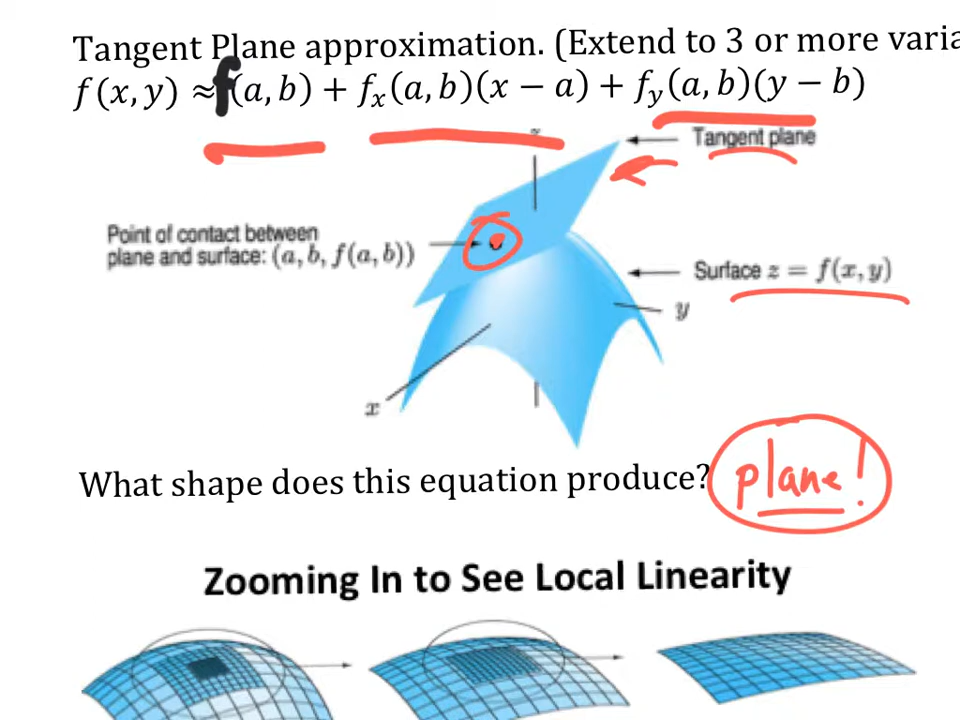 Tangent Plane approximation. (Extend to 3 or more varia
f(x, y) ≈ f(a, b) + fₓ(a, b)(x − a) + f_y(a, b)(y − b)
Tangent plane
Point of contact between
plane and surface: (a, b, f(a, b))
Surface z = f(x, y)
y
x
What shape does this equation produce? plane!
Zooming In to See Local Linearity